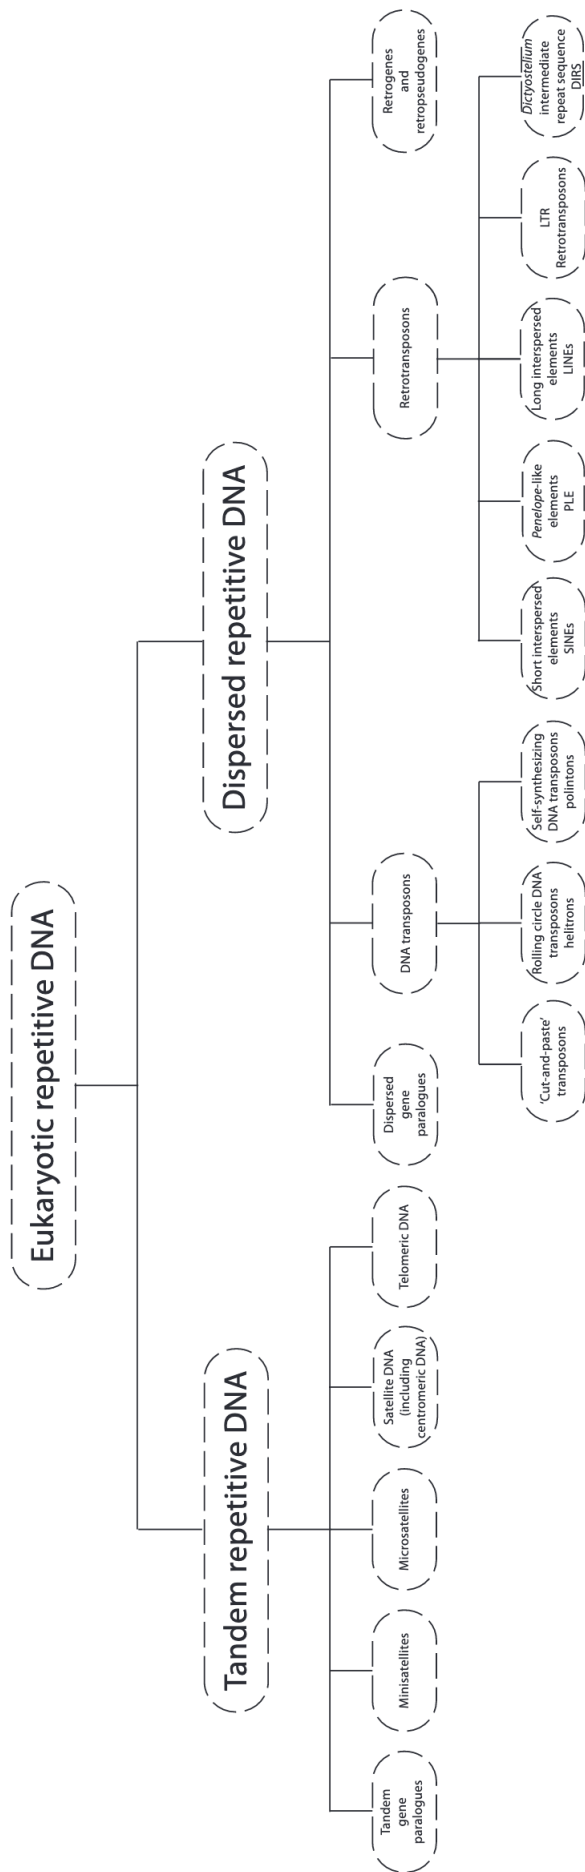 Eukaryotic repetitive DNA
Tandem repetitive DNA
Dispersed repetitive DNA
Tandem
gene
paralogues
Minisatellites
Microsatellites
Satellite DNA
(including
centromeric DNA)
Telomeric DNA
Dispersed
gene
paralogues
DNA transposons
Retrotransposons
Retrogenes
and
retropseudogenes
'Cut-and-paste'
transposons
Rolling circle DNA
transposons
helitrons
Self-synthesizing
DNA transposons
polintons
Short interspersed
elements
SINEs
Penelope-like
elements
PLE
Long interspersed
elements
LINEs
LTR
Retrotransposons
Dictyostelium
intermediate
repeat sequence
DIRS